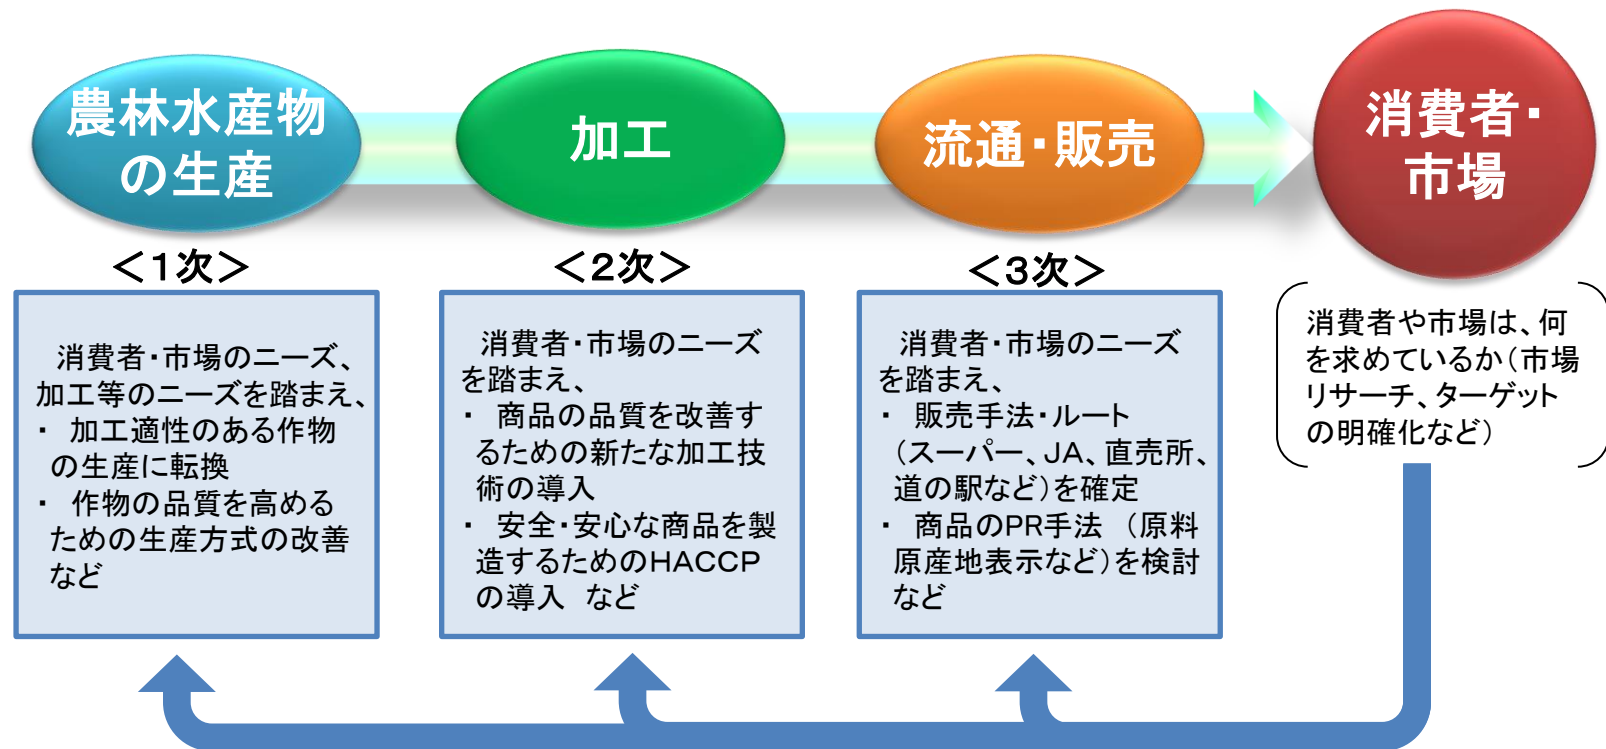 農林水産物
の生産
加工
流通・販売
消費者・
市場
＜１次＞
＜２次＞
＜３次＞
消費者・市場のニーズ、
加工等のニーズを踏まえ、
・ 加工適性のある作物
の生産に転換
・ 作物の品質を高める
ための生産方式の改善
など
消費者・市場のニーズ
を踏まえ、
・ 商品の品質を改善す
るための新たな加工技
術の導入
・ 安全・安心な商品を製
造するためのHACCP
の導入 など
消費者・市場のニーズ
を踏まえ、
・ 販売手法・ルート
（スーパー、JA、直売所、
道の駅など）を確定
・ 商品のPR手法 （原料
原産地表示など）を検討
など
消費者や市場は、何
を求めているか（市場
リサーチ、ターゲット
の明確化など）